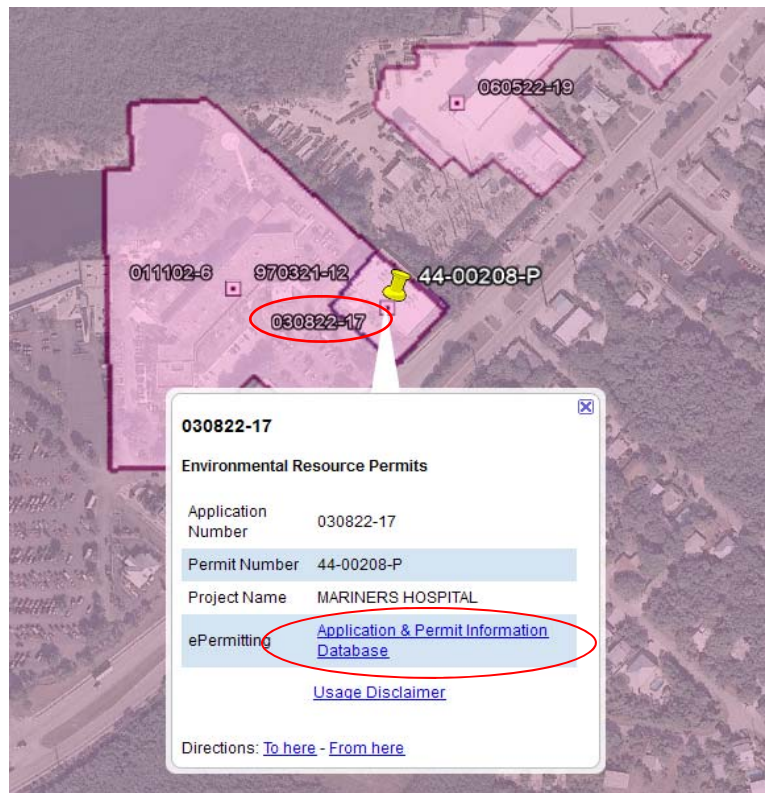 060522-19
44-00208-P
011102-6
970321-12
030822-17
030822-17
Environmental Resource Permits
Application
Number
030822-17
Permit Number 44-00208-P
Project Name MARINERS HOSPITAL
ePermitting
Application & Permit Information
Database
Usage Disclaimer
Directions: To here - From here